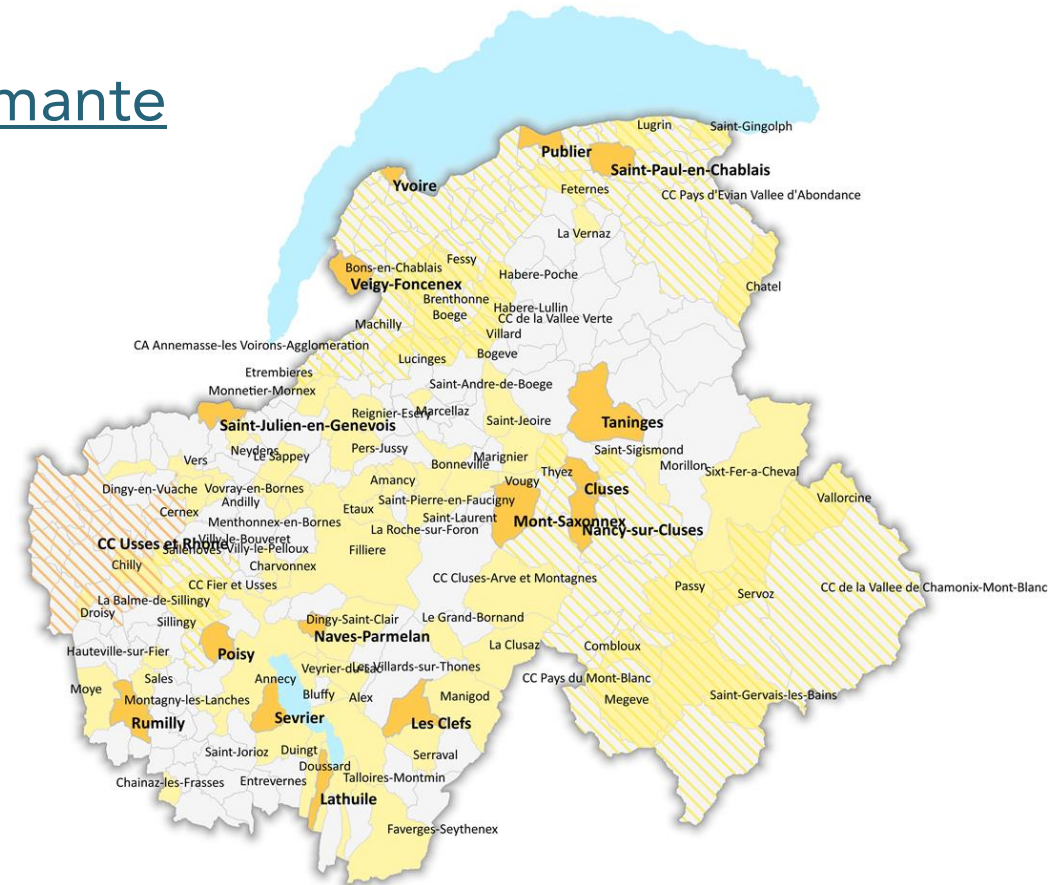 mante
Lugrin
Saint-Gingolph
Publier
Saint-Paul-en-Chablais
Yvoire
Feternes
CC Pays d'Evian Vallee d'Abondance
La Vernaz
Fessy
Bons-en-Chablais
Habere-Poche
Veigy-Foncenex
Chatel
Brenthonne
Habere-Lullin
Boege
CC de la Vallee Verte
Machilly
Villard
CA Annemasse-les Voirons-Agglomeration
Bogeve
Lucinges
Etrembieres
Saint-Andre-de-Boege
Monnetier-Mornex
Reignier-Esery
Marcellaz
Saint-Jeoire
Taninges
Saint-Julien-en-Genevois
Neydens
Le Sappey
Pers-Jussy
Saint-Sigismond
Vers
Bonneville
Marignier
Morillon
Sixt-Fer-a-Cheval
Thyez
Amancy
Vougy
Dingy-en-Vuache
Vovray-en-Bornes
Cluses
Vallorcine
Andilly
Saint-Pierre-en-Faucigny
Cernex
Etaux
Menthonnex-en-Bornes
Saint-Laurent
Mont-Saxonnex
La Roche-sur-Foron
Nancy-sur-Cluses
CC Usses et Rhone
Villy-le-Bouveret
Sallenoves
Villy-le-Pelloux
Filliere
Chilly
Charvonnex
CC Fier et Usses
CC Cluses-Arve et Montagnes
Passy
Servoz
CC de la Vallee de Chamonix-Mont-Blanc
La Balme-de-Sillingy
Droisy
Sillingy
Dingy-Saint-Clair
Le Grand-Bornand
Naves-Parmelan
Hauteville-sur-Fier
Poisy
La Clusaz
Combloux
Veyrier-du-Lac
Les Villards-sur-Thones
Sales
Annecy
CC Pays du Mont-Blanc
Moye
Montagny-les-Lanches
Bluffy
Alex
Manigod
Megeve
Saint-Gervais-les-Bains
Rumilly
Sevrier
Les Clefs
Saint-Jorioz
Duingt
Serraval
Doussard
Chainaz-les-Frasses
Entrevernes
Talloires-Montmin
Lathuile
Faverges-Seythenex